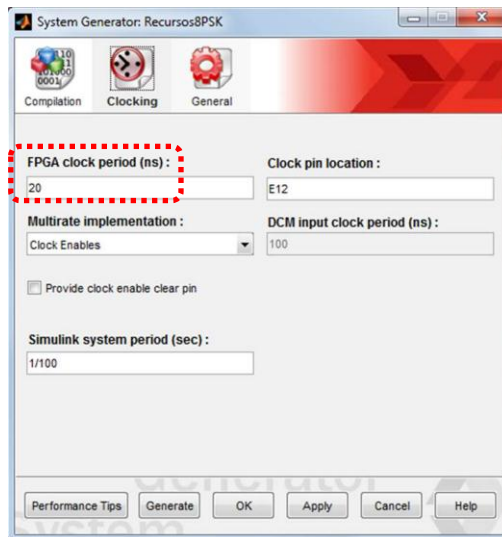 System Generator: Recursos8PSK
Compilation
Clocking
General
FPGA clock period (ns) :
Clock pin location :
20
E12
Multirate implementation :
DCM input clock period (ns) :
Clock Enables
100
Provide clock enable clear pin
Simulink system period (sec) :
1/100
Generator
System
Performance Tips
Generate
OK
Apply
Cancel
Help